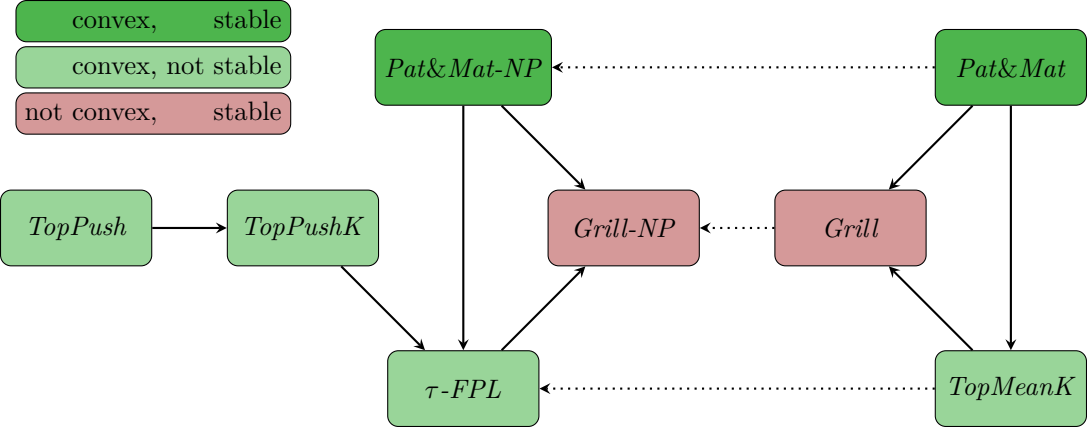 convex, stable
convex, not stable
not convex, stable
Pat&Mat-NP
Pat&Mat
TopPush
TopPushK
Grill-NP
Grill
τ-FPL
TopMeanK